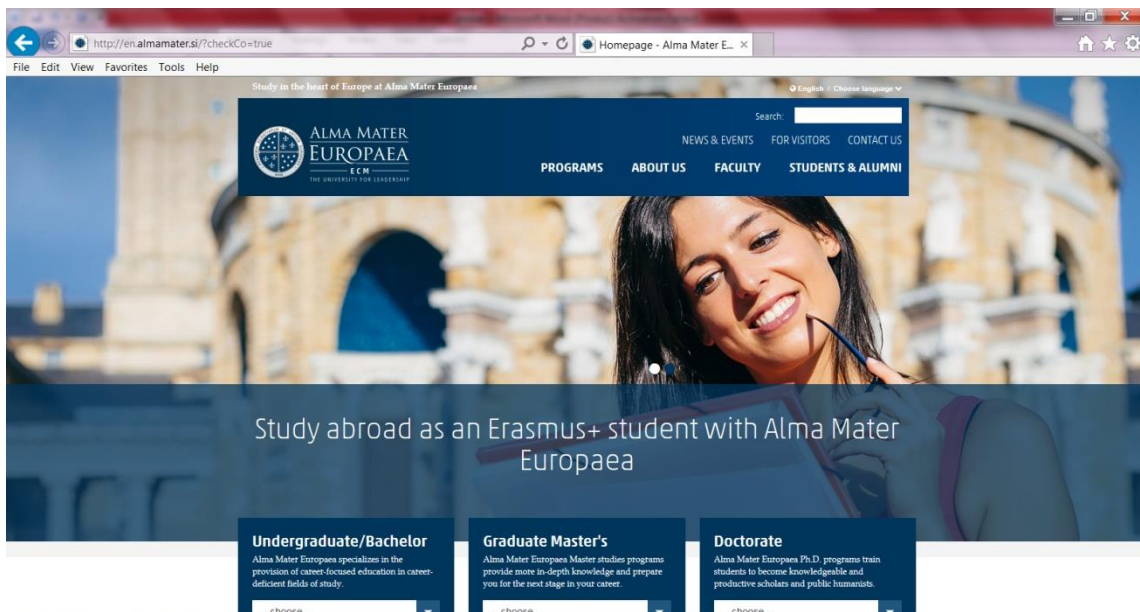 http://en.almamater.si/?checkCo=true
Homepage - Alma Mater E...
File Edit View Favorites Tools Help
Study in the heart of Europe at Alma Mater Europaea
English / Choose language
Search:
ALMA MATER
EUROPAEA
ECM
THE UNIVERSITY FOR LEADERSHIP
NEWS & EVENTS FOR VISITORS CONTACT US
PROGRAMS ABOUT US FACULTY STUDENTS & ALUMNI
Study abroad as an Erasmus+ student with Alma Mater
Europaea
Undergraduate/Bachelor
Alma Mater Europaea specializes in the
provision of career-focused education in career-
deficient fields of study.
choose
Graduate Master's
Alma Mater Europaea Master studies programs
provide more in-depth knowledge and prepare
you for the next stage in your career.
choose
Doctorate
Alma Mater Europaea Ph.D. programs train
students to become knowledgeable and
productive scholars and public humanists.
choose